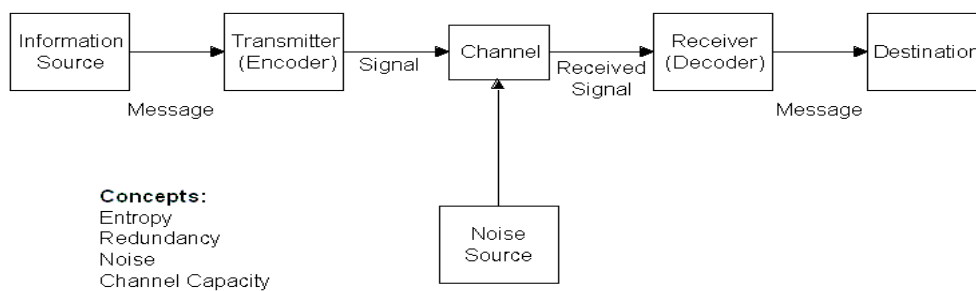 Information
Source
Transmitter
(Encoder)
Channel
Receiver
(Decoder)
Destination
Message
Signal
Received
Signal
Message
Noise
Source
Concepts:
Entropy
Redundancy
Noise
Channel Capacity